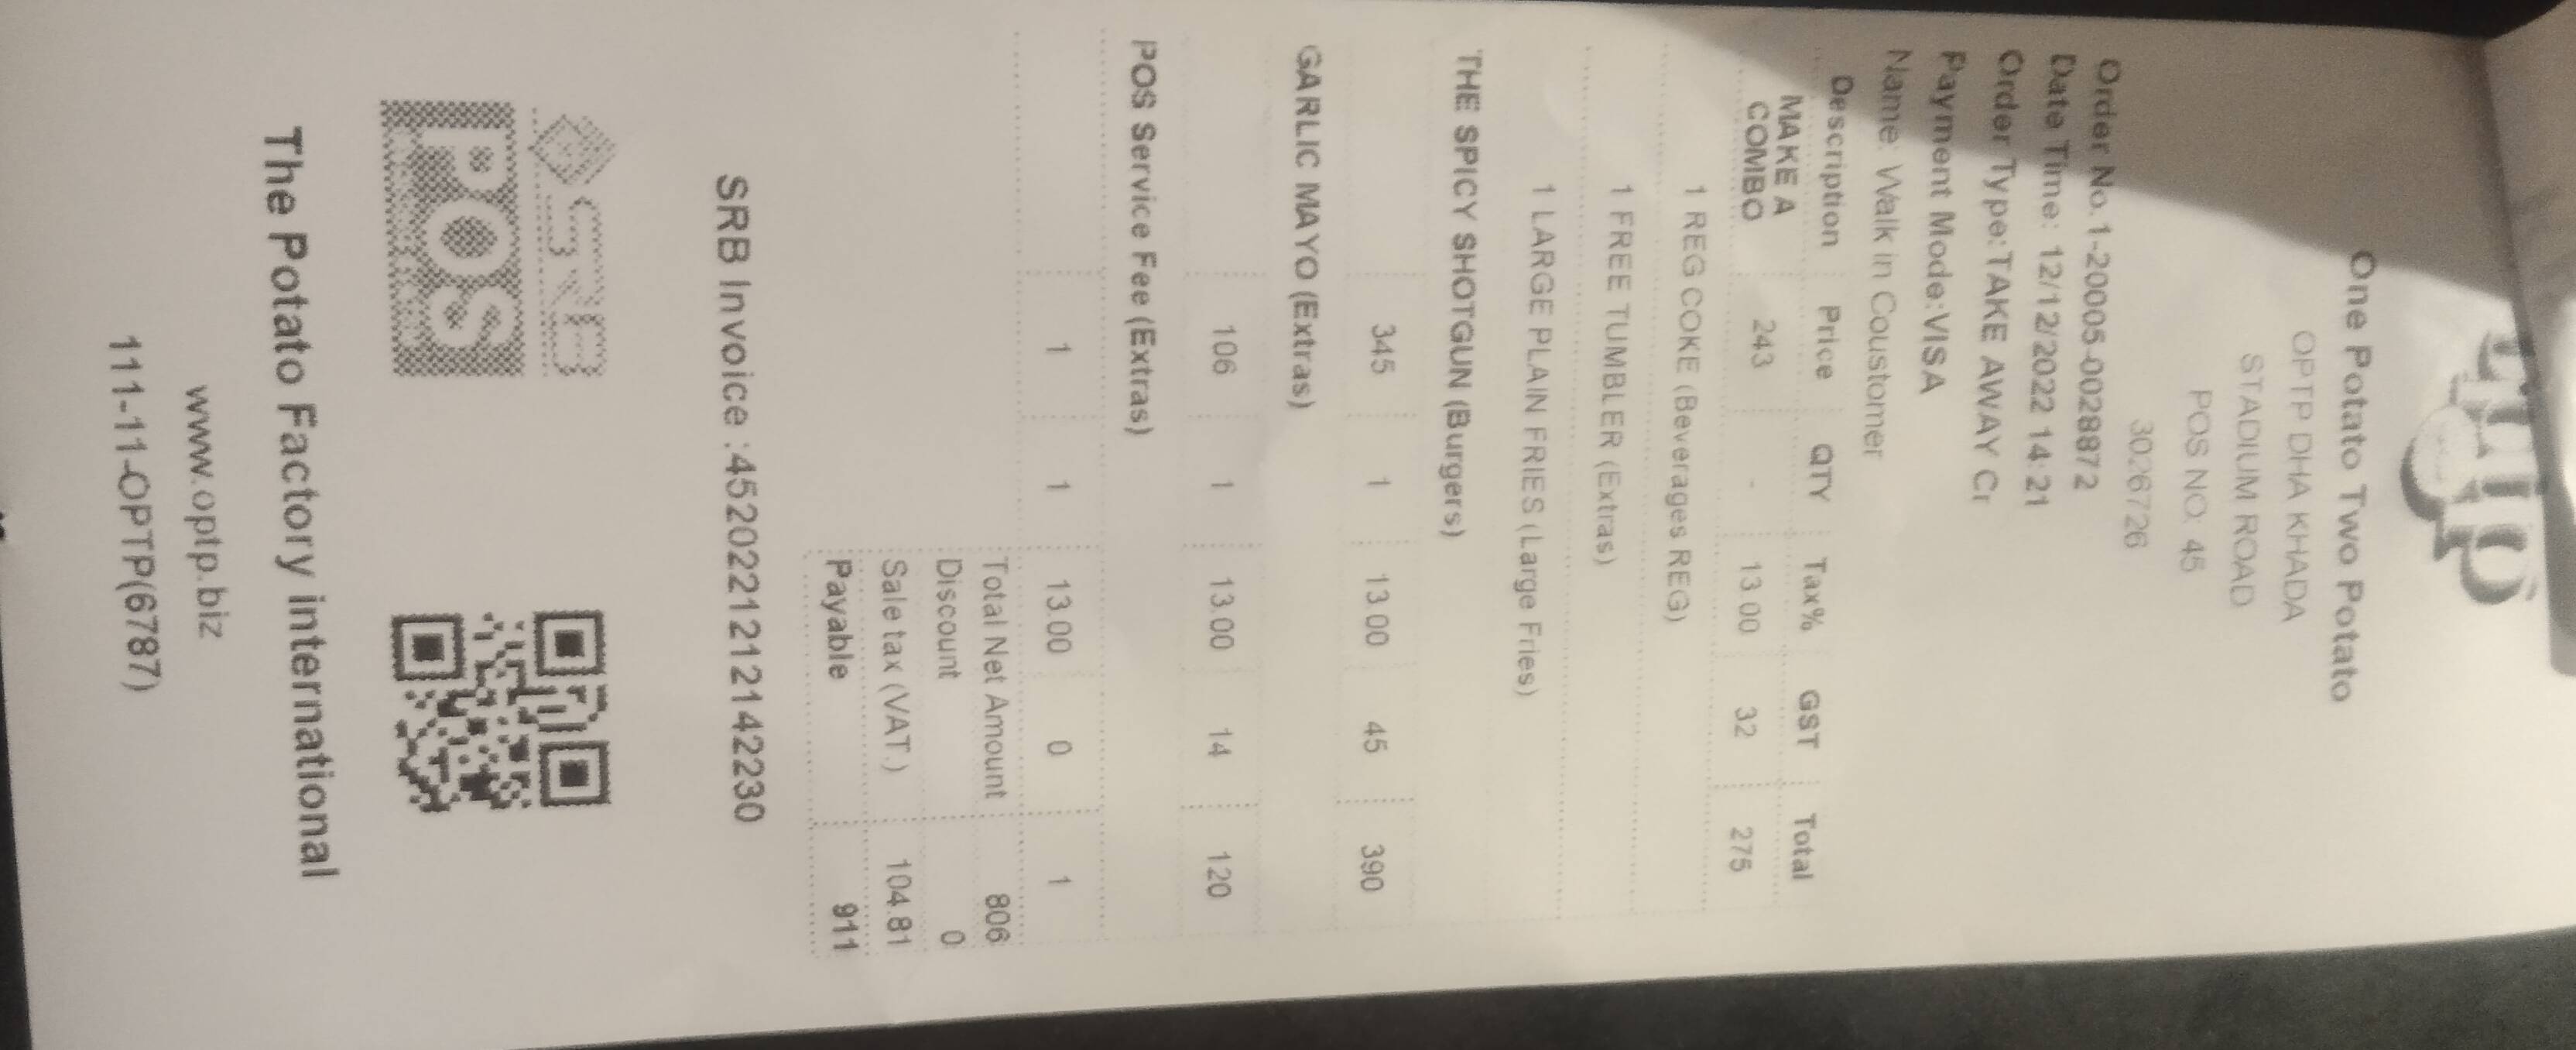 One Potato Two Potato
OPTP DHA KHADA
STADIUM ROAD
POS NO: 45
3026726
Order No.1-20005-0028872
Date Time: 12/12/2022 14:21
Order Type:TAKE AWAY Cr
Payment Mode:VISA
Name Walk in Coustomer
Description Price QTY Tax% GST Total
MAKE A COMBO 243 - 13.00 32 275
1 REG COKE (Beverages REG)
1 FREE TUMBLER (Extras)
1 LARGE PLAIN FRIES (Large Fries)
THE SPICY SHOTGUN (Burgers)
345 1 13.00 45 390
GARLIC MAYO (Extras)
106 1 13.00 14 120
POS Service Fee (Extras)
1 1 13.00 0 1
Total Net Amount 806
Discount 0
Sale tax (VAT.) 104.81
Payable 911
SRB Invoice :45202212121422230
SRB
POS
The Potato Factory international
www.optp.biz
111-11-OPTP(6787)